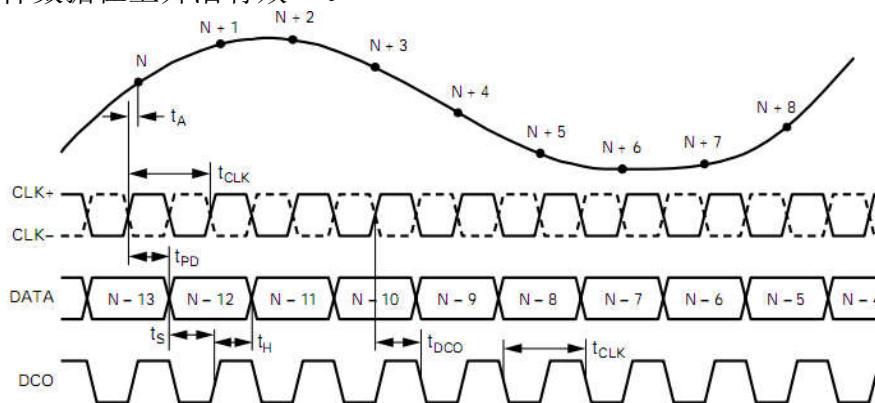 N
N + 1
N + 2
N + 3
N + 4
N + 5
N + 6
N + 7
N + 8
tA
tCLK
CLK+
CLK–
tPD
DATA
N – 13
N – 12
N – 11
N – 10
N – 9
N – 8
N – 7
N – 6
N – 5
tS
tH
tDCO
tCLK
DCO